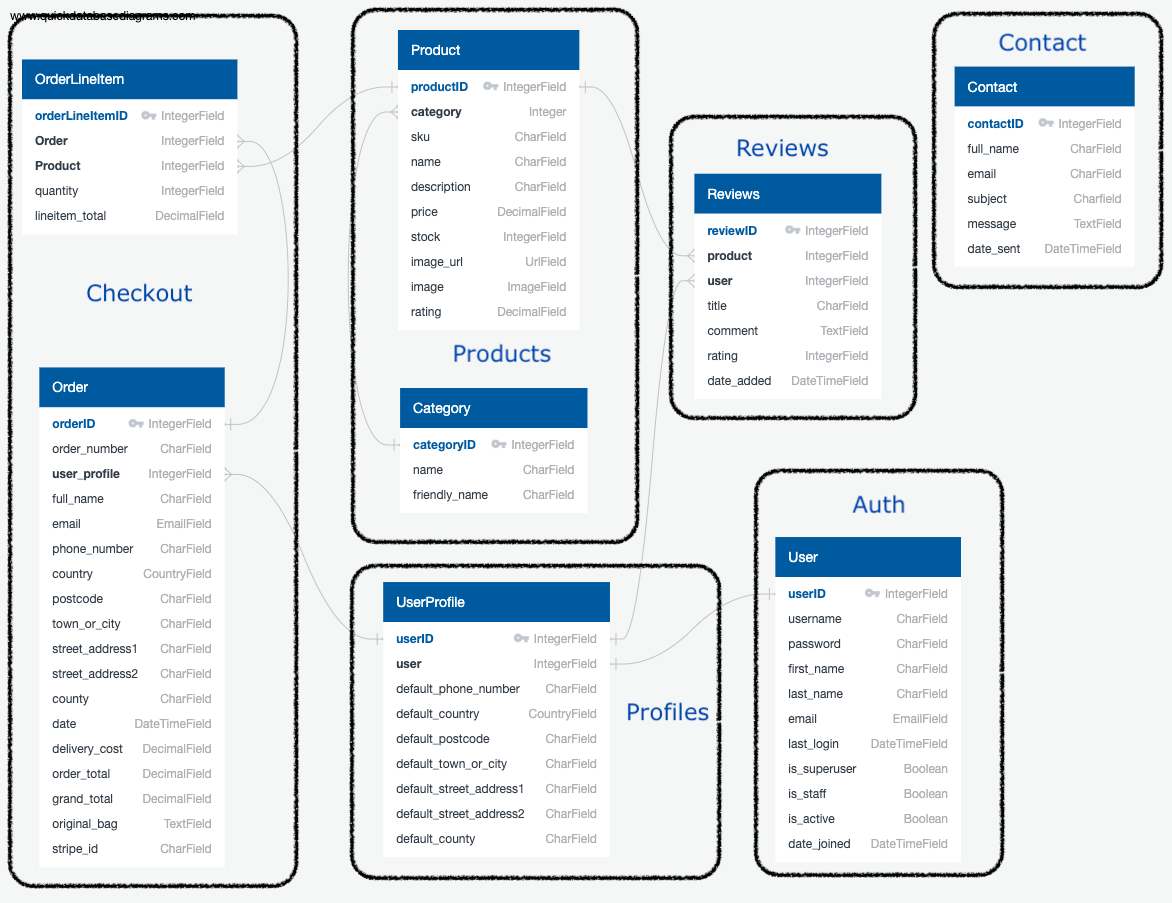 www.quickdatabasediagrams.com
OrderLineItem
orderLineItemID IntegerField
Order IntegerField
Product IntegerField
quantity IntegerField
lineitem_total DecimalField
Checkout
Order
orderID IntegerField
order_number CharField
user_profile IntegerField
full_name CharField
email EmailField
phone_number CharField
country CountryField
postcode CharField
town_or_city CharField
street_address1 CharField
street_address2 CharField
county CharField
date DateTimeField
delivery_cost DecimalField
order_total DecimalField
grand_total DecimalField
original_bag TextField
stripe_id CharField
Product
productID IntegerField
category Integer
sku CharField
name CharField
description CharField
price DecimalField
stock IntegerField
image_url UrlField
image ImageField
rating DecimalField
Products
Category
categoryID IntegerField
name CharField
friendly_name CharField
UserProfile
userID IntegerField
user IntegerField
default_phone_number CharField
default_country CountryField
default_postcode CharField
default_town_or_city CharField
default_street_address1 CharField
default_street_address2 CharField
default_county CharField
Profiles
Reviews
Reviews
reviewID IntegerField
product IntegerField
user IntegerField
title CharField
comment TextField
rating IntegerField
date_added DateTimeField
Auth
User
userID IntegerField
username CharField
password CharField
first_name CharField
last_name CharField
email EmailField
last_login DateTimeField
is_superuser Boolean
is_staff Boolean
is_active Boolean
date_joined DateTimeField
Contact
Contact
contactID IntegerField
full_name CharField
email CharField
subject Charfield
message TextField
date_sent DateTimeField